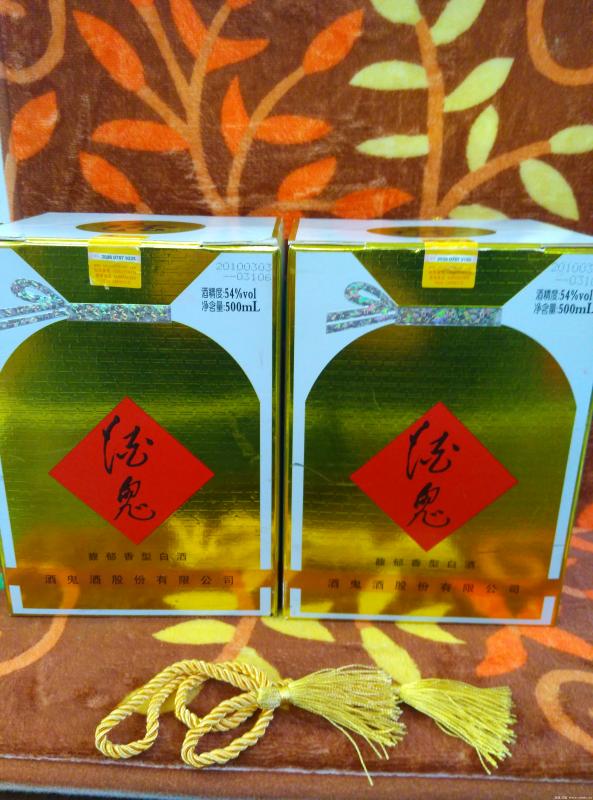 20100303
03106
酒精度:54%vol
净含量:500mL
酒鬼
馥郁香型白酒
酒鬼酒股份有限公司
酒精度:54%vol
净含量:500mL
酒鬼
馥郁香型白酒
酒鬼酒股份有限公司